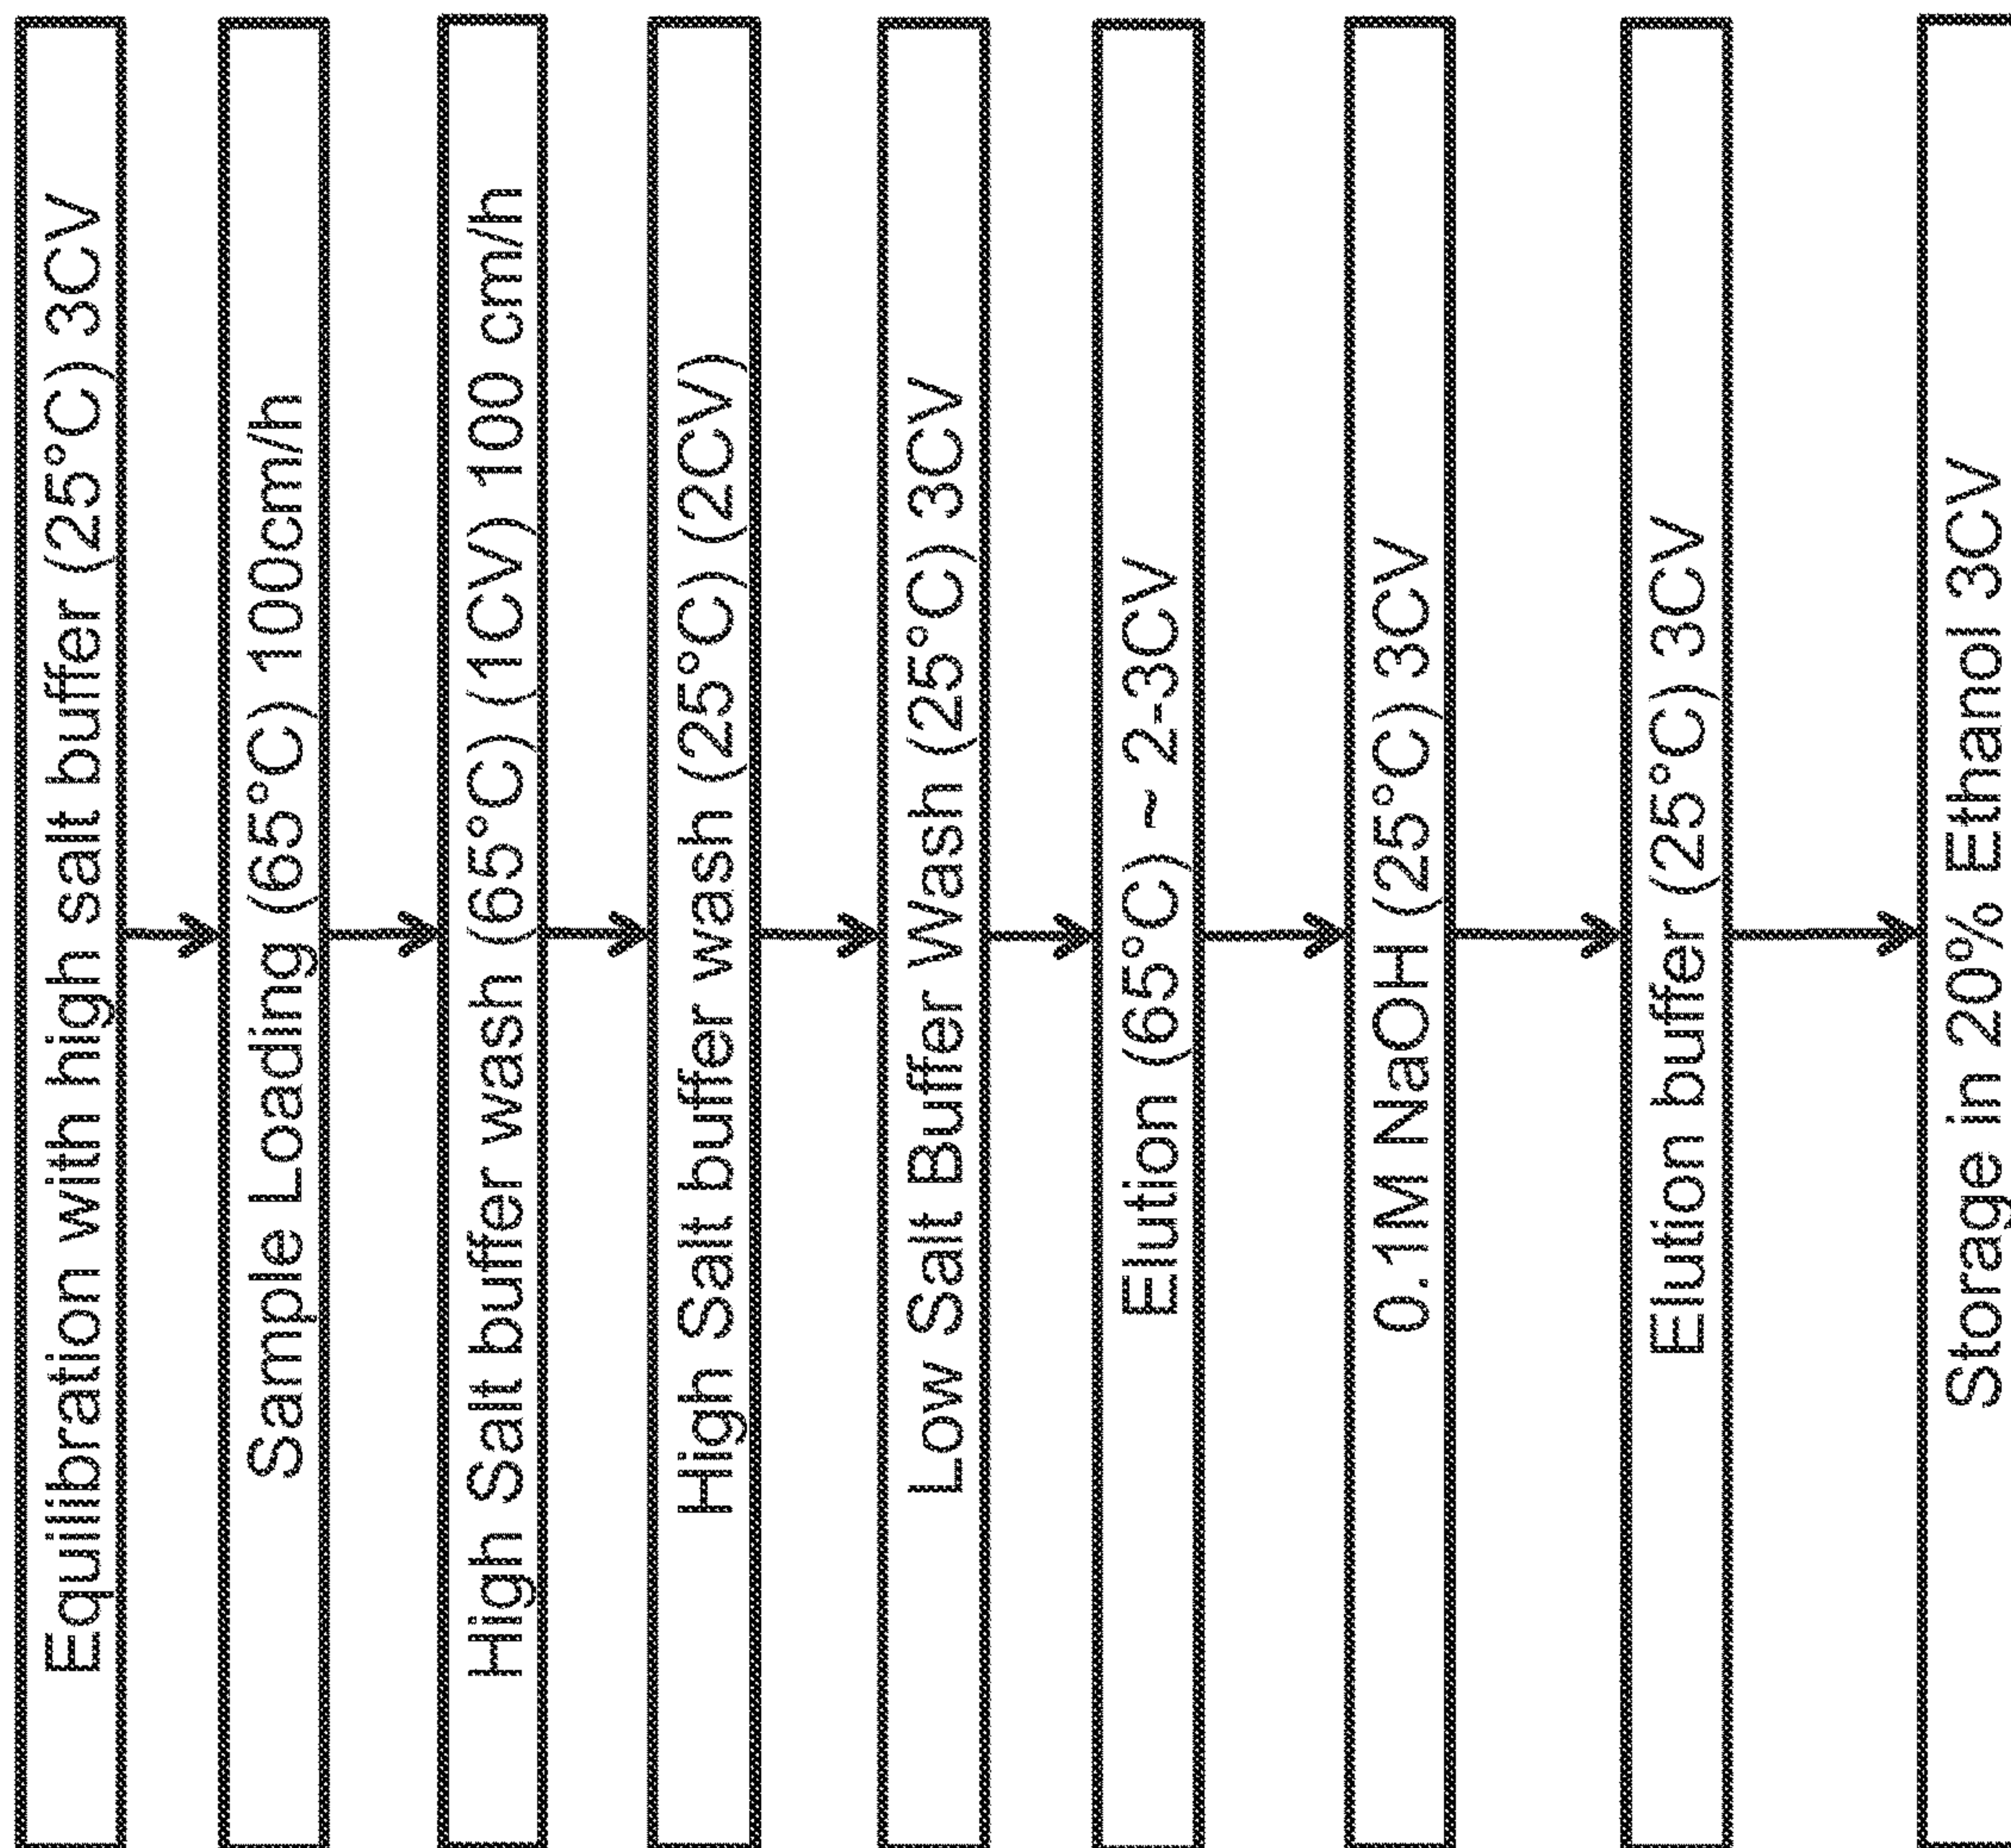 Equilibration with high salt buffer (25°C) 3CV
Sample Loading (65°C) 100cm/h
High Salt buffer wash (65°C) (1CV) 100 cm/h
High Salt buffer wash (25°C) (2CV)
Low Salt Buffer Wash (25°C) 3CV
Elution (65°C) ~ 2-3CV
0.1M NaOH (25°C) 3CV
Elution buffer (25°C) 3CV
Storage in 20% Ethanol 3CV